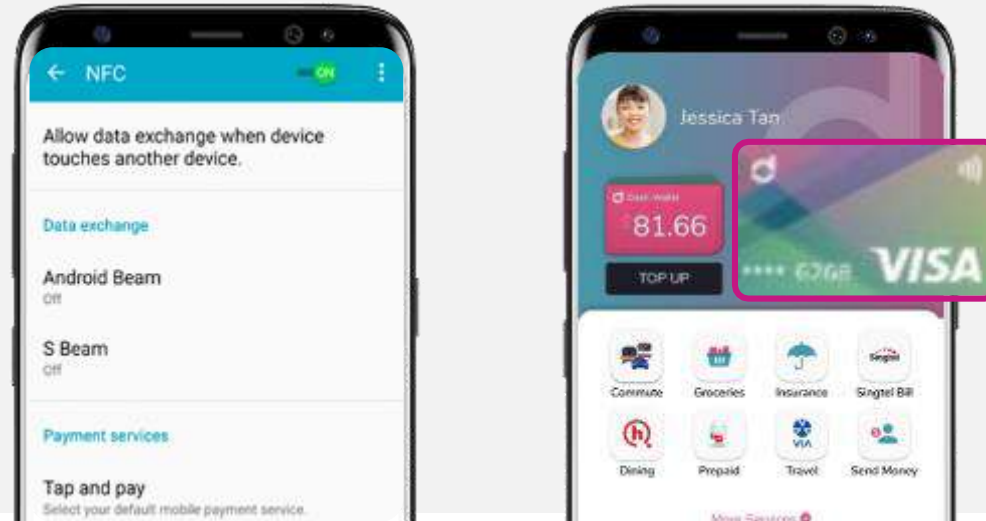 NFC
ON
Allow data exchange when device
touches another device.
Data exchange
Android Beam
Off
S Beam
Off
Payment services
Tap and pay
Select your default mobile payment service.
Jessica Tan
81.66
TOP UP
VISA
Commute
Groceries
Insurance
Singtel
Singtel Bill
Dining
Prepaid
VIA
Travel
Send Money
More Services